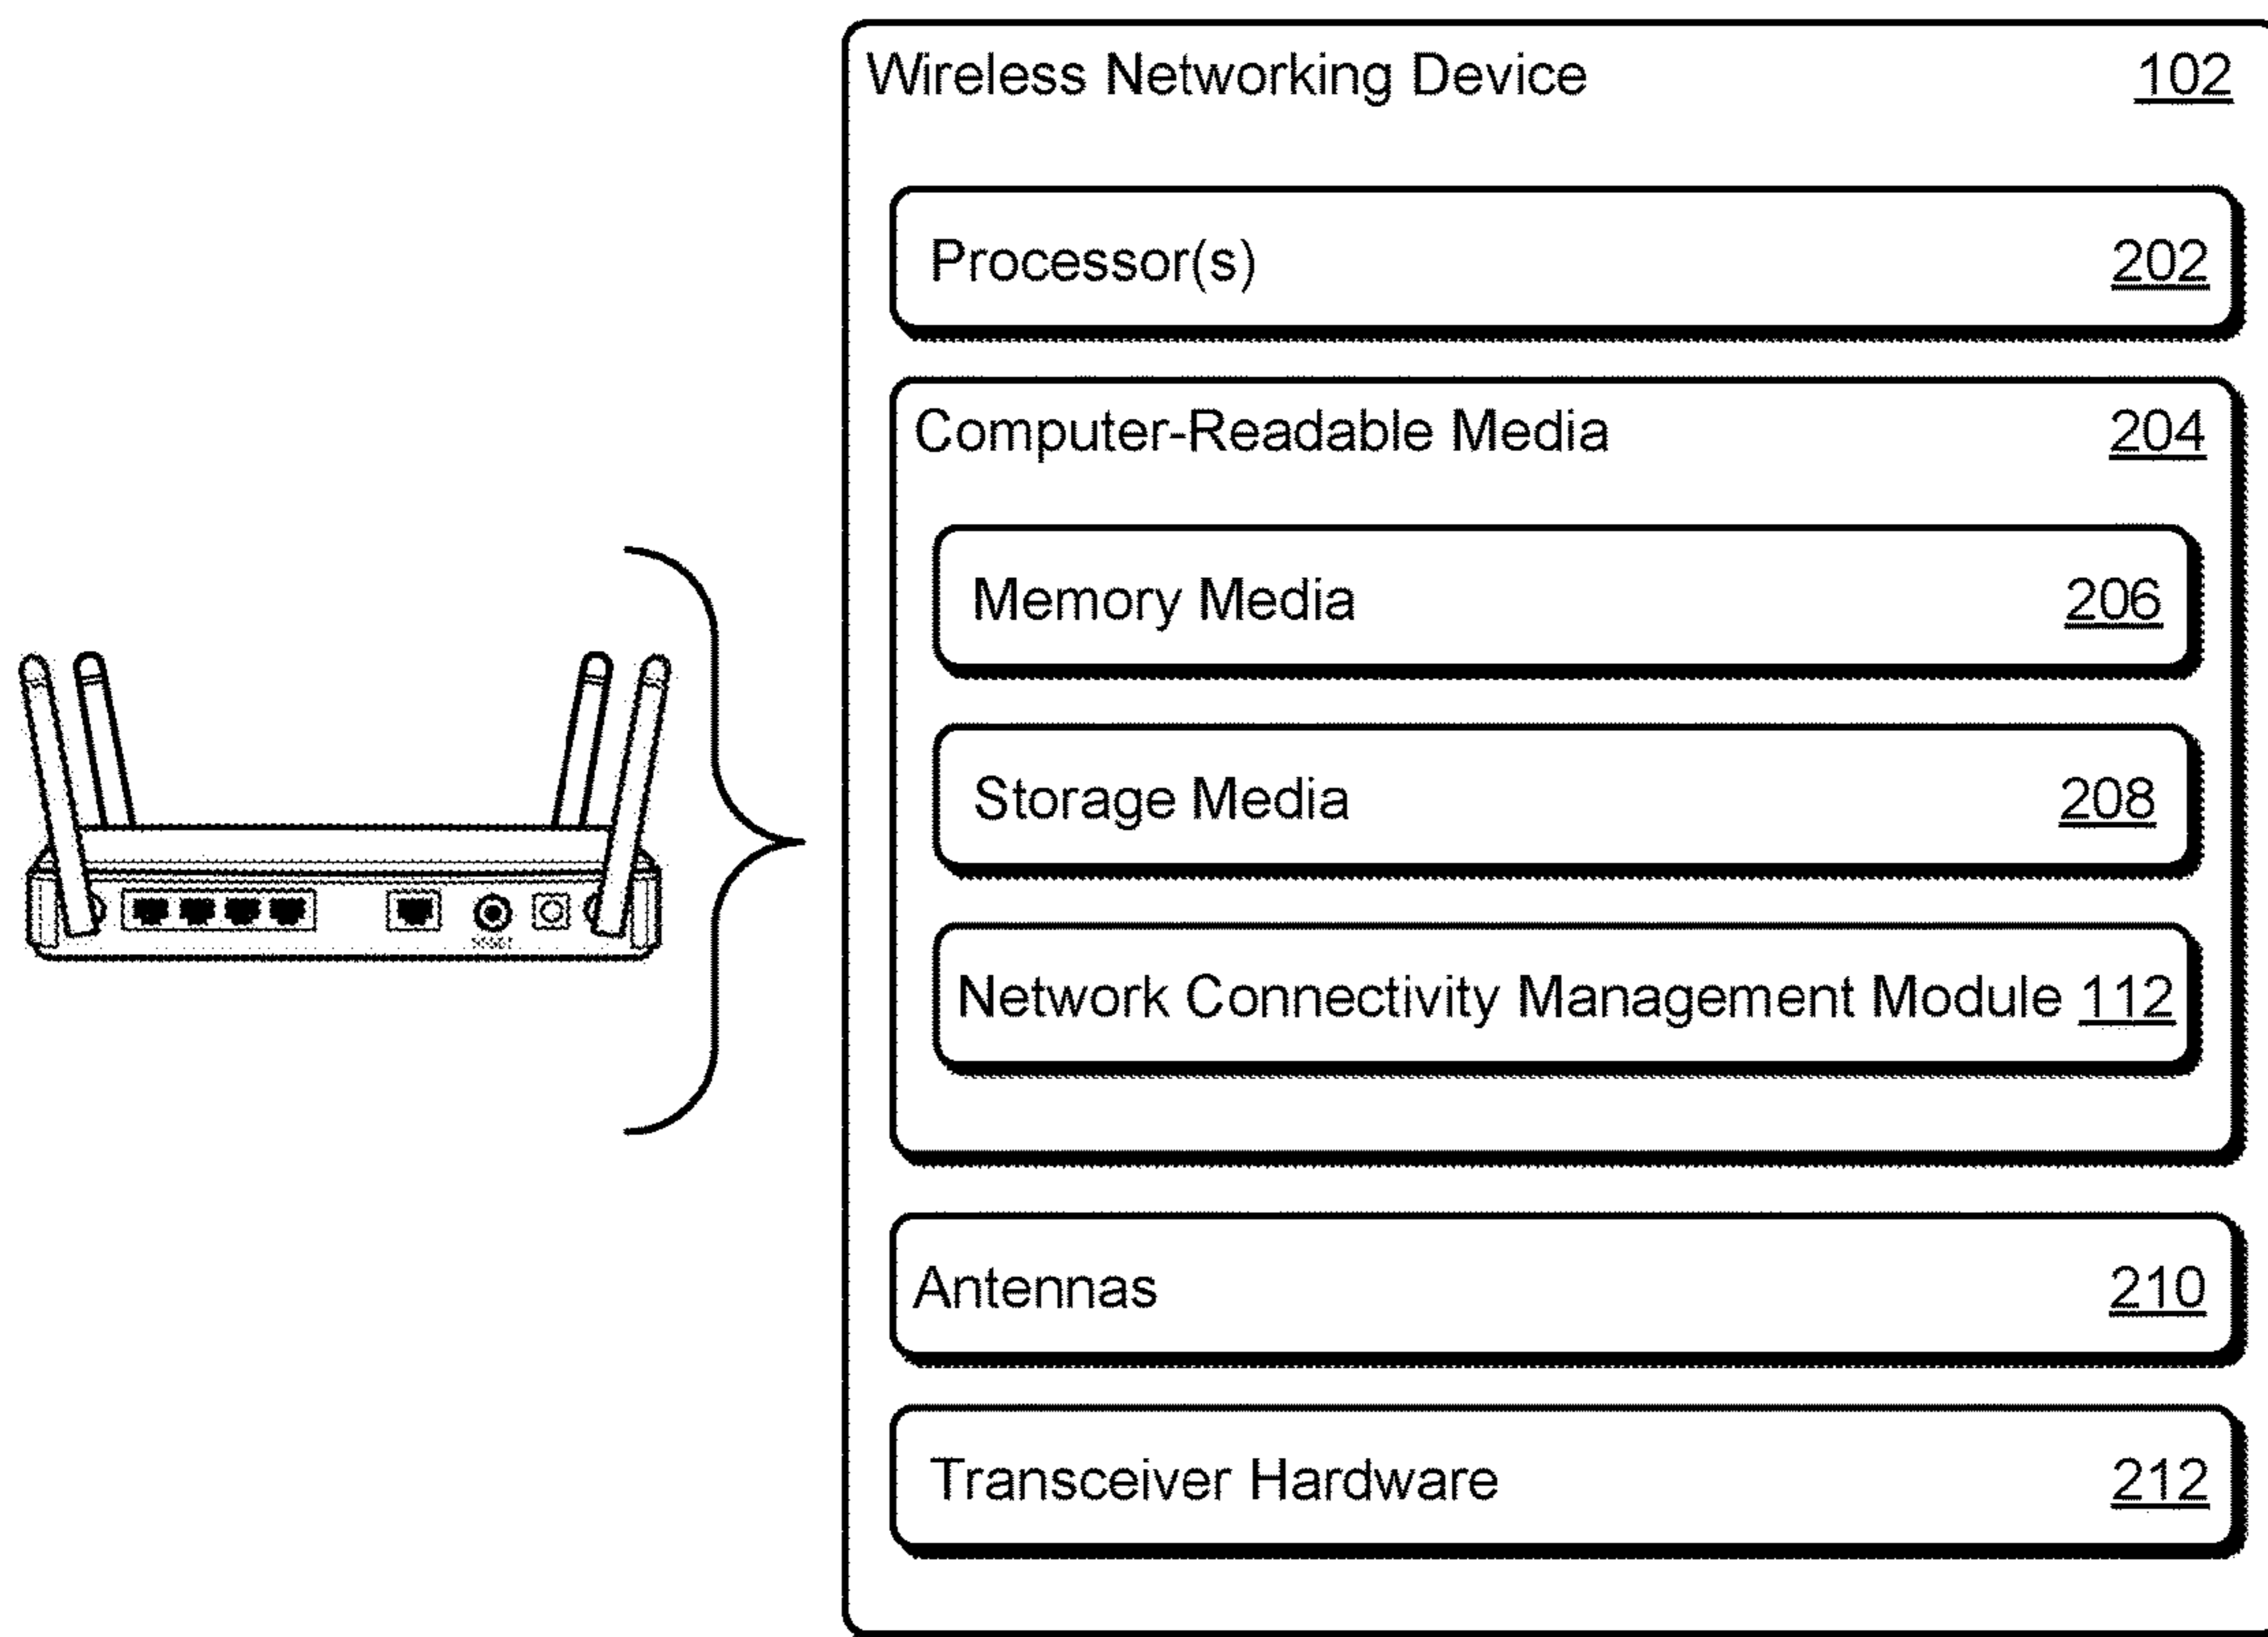 Wireless Networking Device 102
Processor(s) 202
Computer-Readable Media 204
Memory Media 206
Storage Media 208
Network Connectivity Management Module 112
Antennas 210
Transceiver Hardware 212